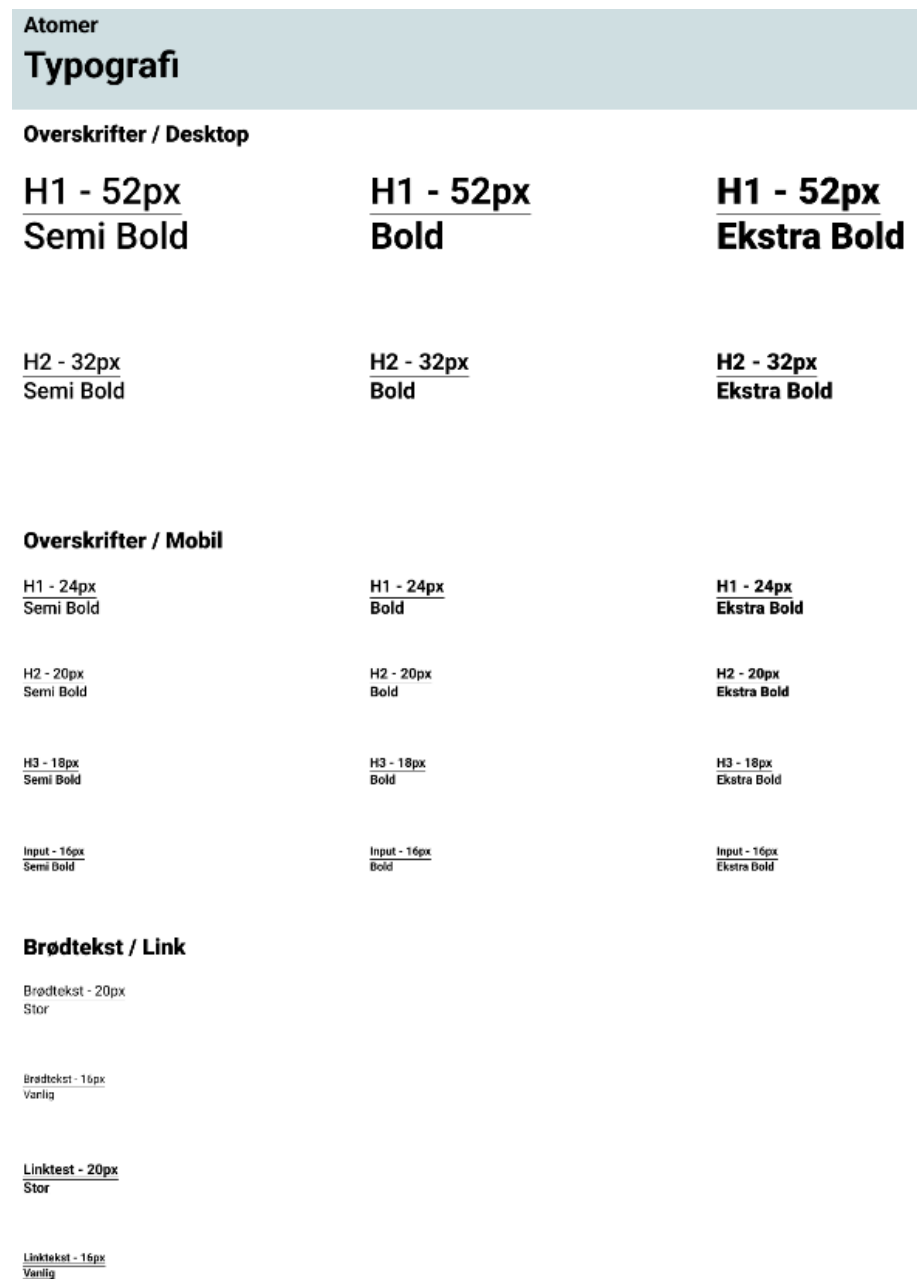 Atomer
Typografi
Overskrifter / Desktop
H1 - 52px
Semi Bold
H1 - 52px
Bold
H1 - 52px
Ekstra Bold
H2 - 32px
Semi Bold
H2 - 32px
Bold
H2 - 32px
Ekstra Bold
Overskrifter / Mobil
H1 - 24px
Semi Bold
H1 - 24px
Bold
H1 - 24px
Ekstra Bold
H2 - 20px
Semi Bold
H2 - 20px
Bold
H2 - 20px
Ekstra Bold
H3 - 18px
Semi Bold
H3 - 18px
Bold
H3 - 18px
Ekstra Bold
Input - 16px
Semi Bold
Input - 16px
Bold
Input - 16px
Ekstra Bold
Brødtekst / Link
Brødtekst - 20px
Stor
Brødtekst - 16px
Vanlig
Linktest - 20px
Stor
Linktekst - 16px
Vanlig